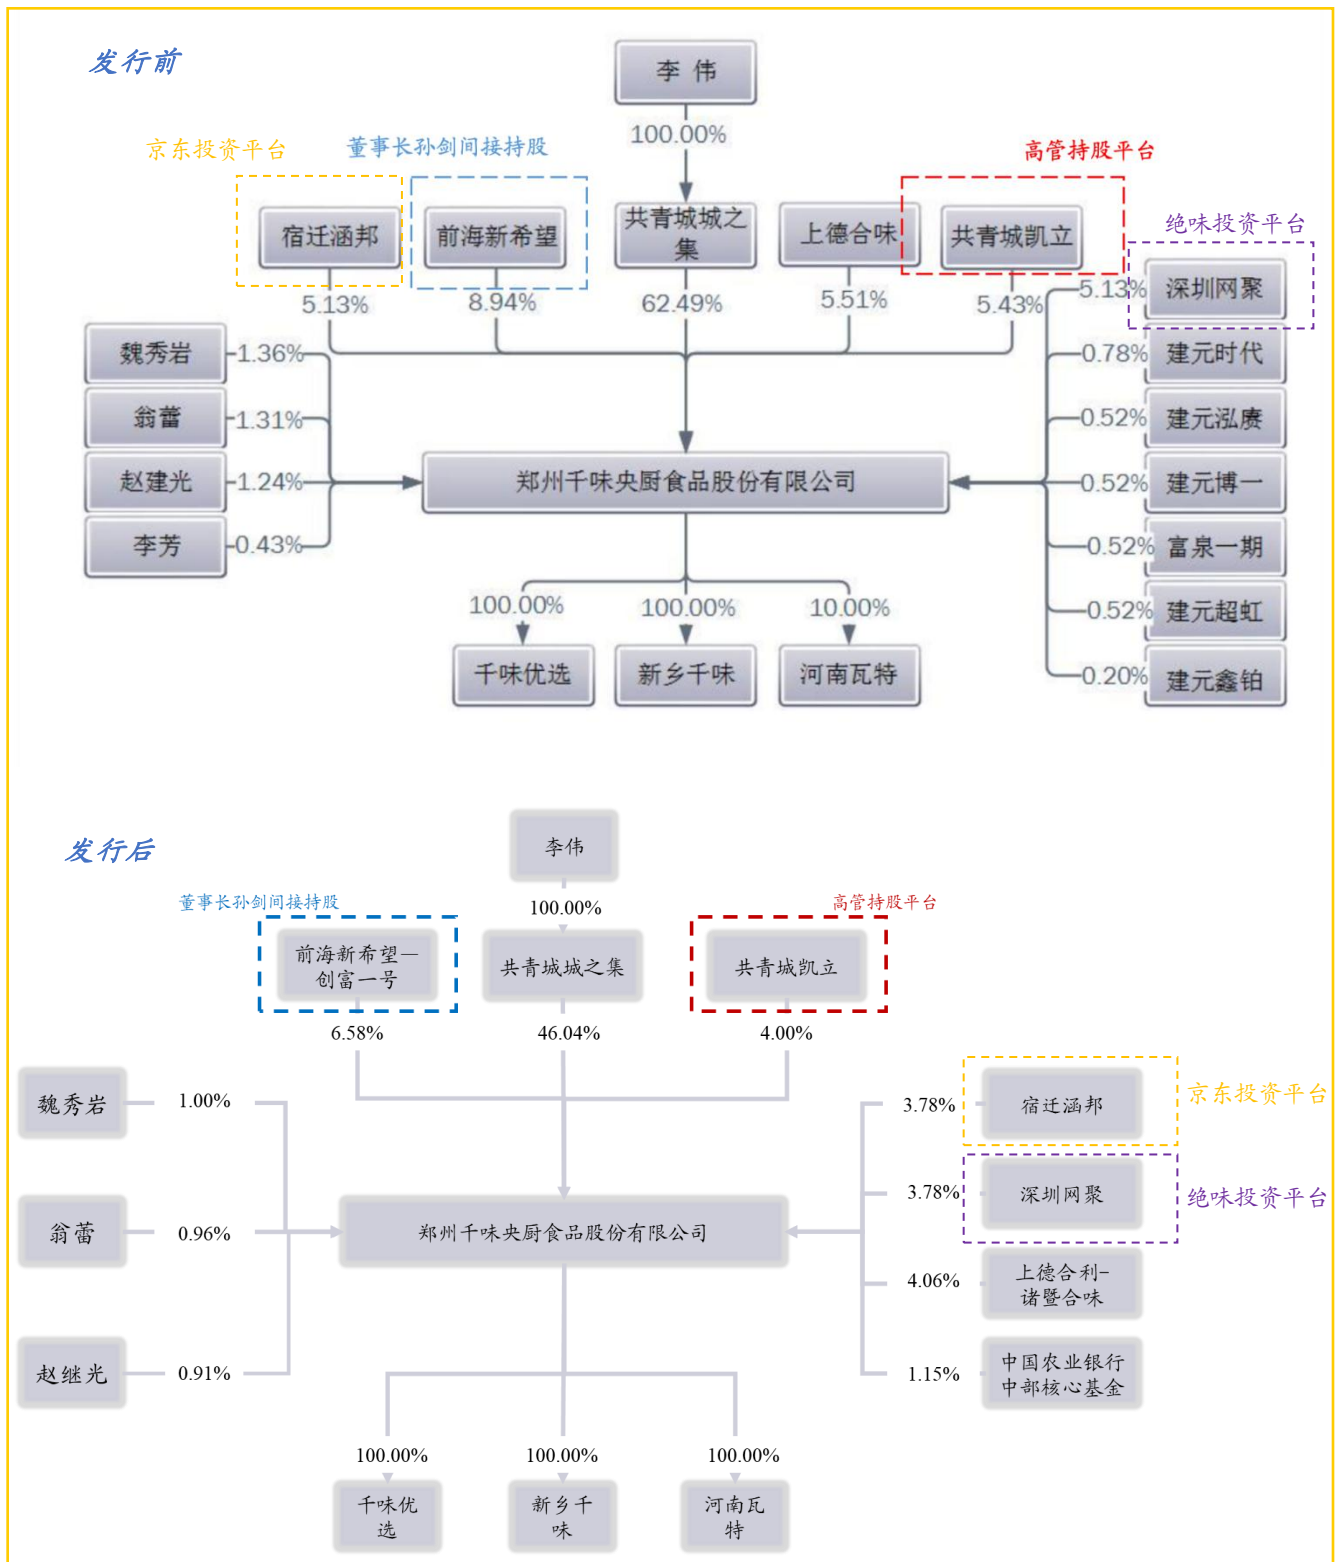 发行前
李 伟
100.00%
京东投资平台
董事长孙剑间接持股
高管持股平台
绝味投资平台
宿迁涵邦
前海新希望
共青城城之
集
上德合味
共青城凯立
深圳网聚
5.13%
8.94%
62.49%
5.51%
5.43%
5.13%
魏秀岩
1.36%
0.78%
建元时代
翁蕾
1.31%
0.52%
建元泓赓
赵建光
1.24%
郑州千味央厨食品股份有限公司
0.52%
建元博一
李芳
0.43%
0.52%
富泉一期
100.00%
100.00%
10.00%
0.52%
建元超虹
千味优选
新乡千味
河南瓦特
0.20%
建元鑫铂
发行后
李伟
董事长孙剑间接持股
100.00%
高管持股平台
前海新希望—
创富一号
共青城城之集
共青城凯立
6.58%
46.04%
4.00%
魏秀岩
1.00%
3.78%
宿迁涵邦
京东投资平台
3.78%
深圳网聚
绝味投资平台
翁蕾
0.96%
郑州千味央厨食品股份有限公司
4.06%
上德合利-
诸暨合味
赵继光
0.91%
1.15%
中国农业银行
中部核心基金
100.00%
100.00%
100.00%
千味优
选
新乡千
味
河南瓦
特